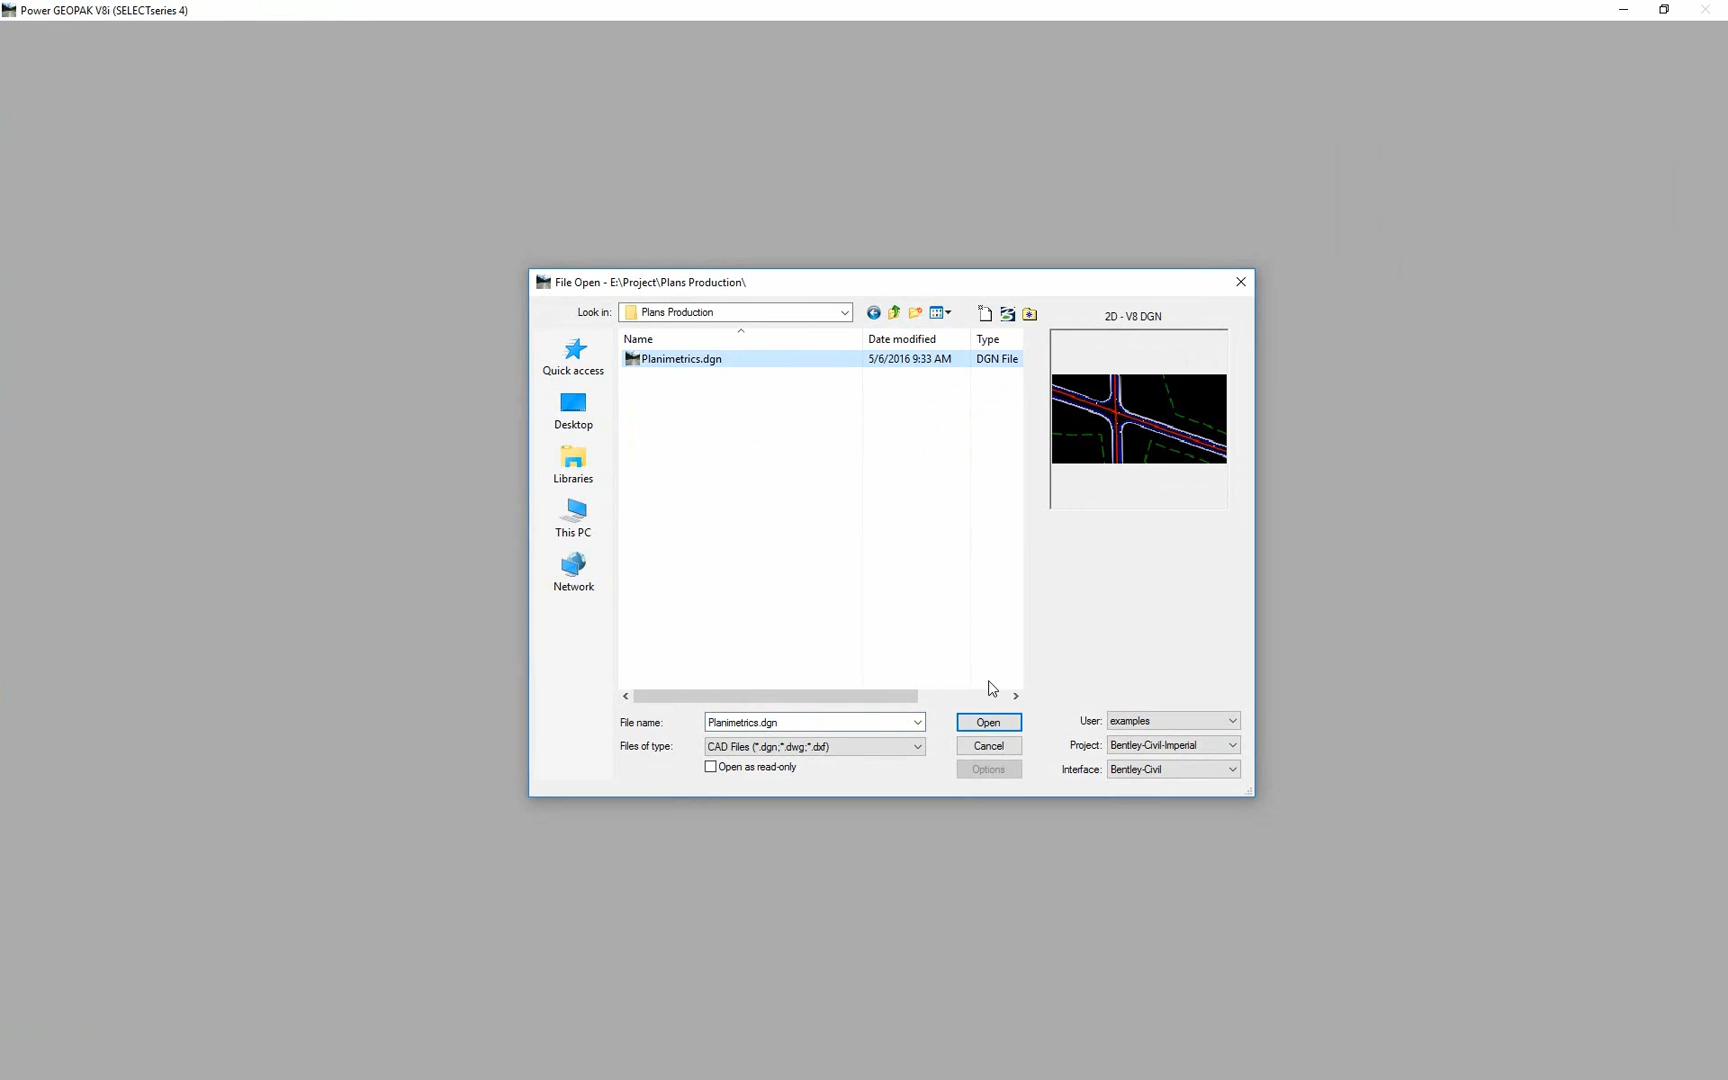 Power GEOPAK V8i (SELECTseries 4)
File Open - E:\Project\Plans Production\
Look in: Plans Production
2D - V8 DGN
Name Date modified Type
Planimetrics.dgn 5/6/2016 9:33 AM DGN File
Quick access
Desktop
Libraries
This PC
Network
File name: Planimetrics.dgn Open User: examples
Files of type: CAD Files (*.dgn;*.dwg;*.dxf) Cancel Project: Bentley-Civil-Imperial
Open as read-only Options Interface: Bentley-Civil